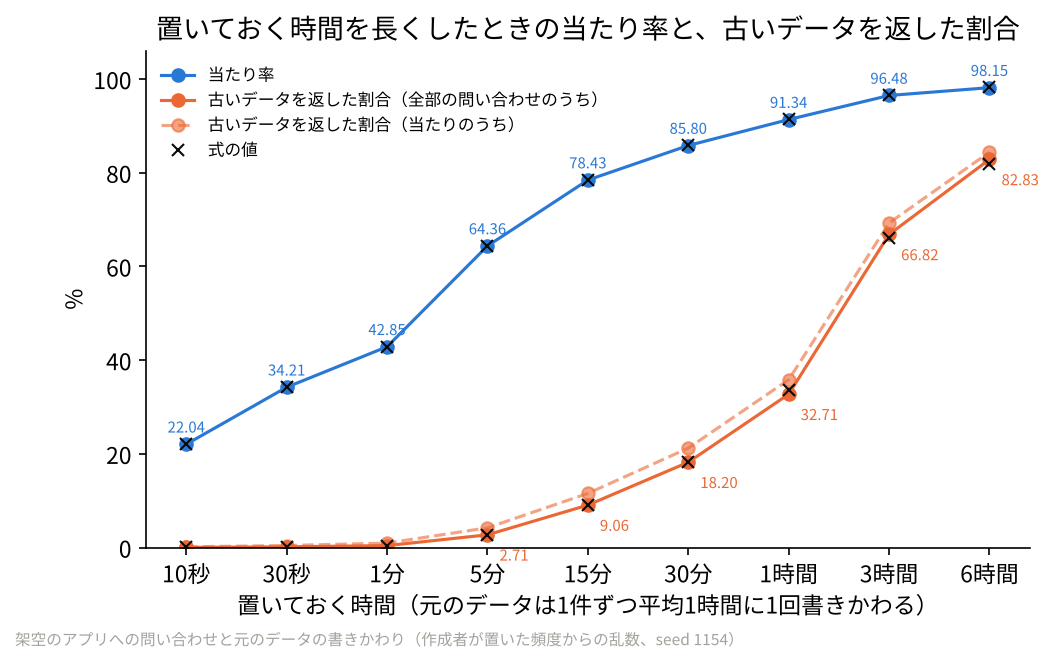 置いておく時間を長くしたときの当たり率と、古いデータを返した割合
当たり率
古いデータを返した割合（全部の問い合わせのうち）
古いデータを返した割合（当たりのうち）
式の値
100
80
60
40
20
0
%
22.04
34.21
42.85
64.36
78.43
85.80
91.34
96.48
98.15
2.71
9.06
18.20
32.71
66.82
82.83
10秒
30秒
1分
5分
15分
30分
1時間
3時間
6時間
置いておく時間（元のデータは1件ずつ平均1時間に1回書きかわる）
架空のアプリへの問い合わせと元のデータの書きかわり（作成者が置いた頻度からの乱数、seed 1154）